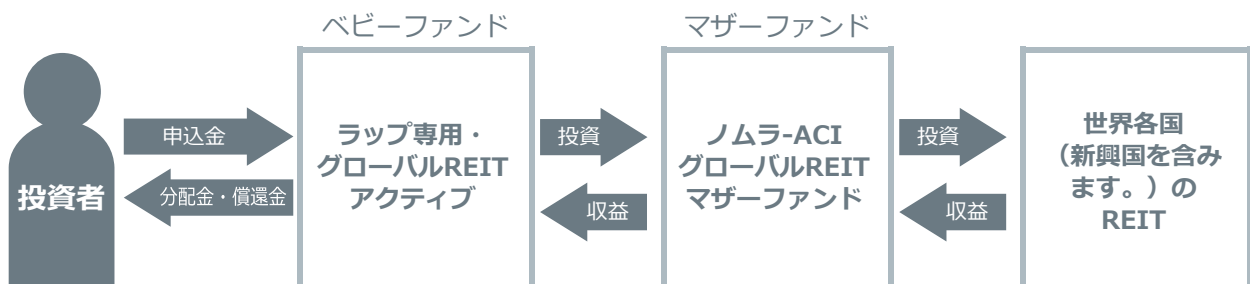 ベビーファンド
マザーファンド
投資者
申込金
分配金・償還金
ラップ専用・
グローバルREIT
アクティブ
投資
収益
ノムラ-ACI
グローバルREIT
マザーファンド
投資
収益
世界各国
（新興国を含み
ます。）の
REIT